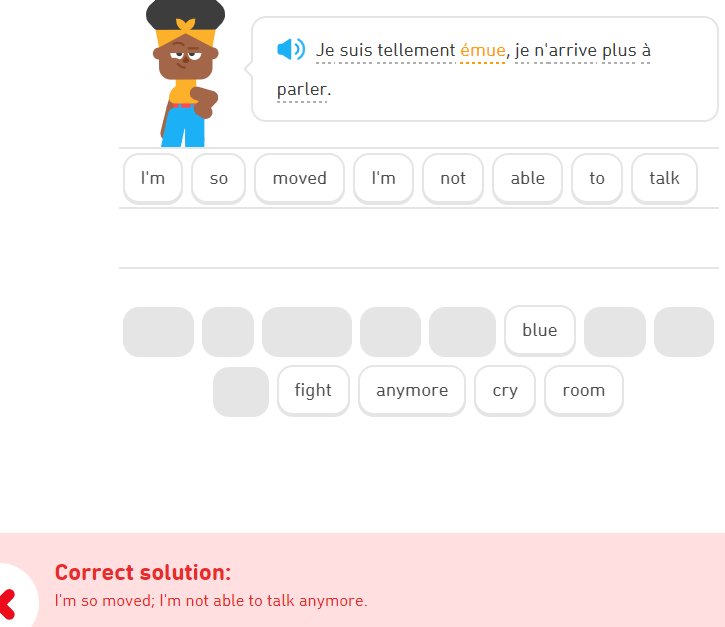 Je suis tellement émue, je n'arrive plus à
parler.
I'm so moved I'm not able to talk
blue
fight anymore cry room
Correct solution:
I'm so moved; I'm not able to talk anymore.